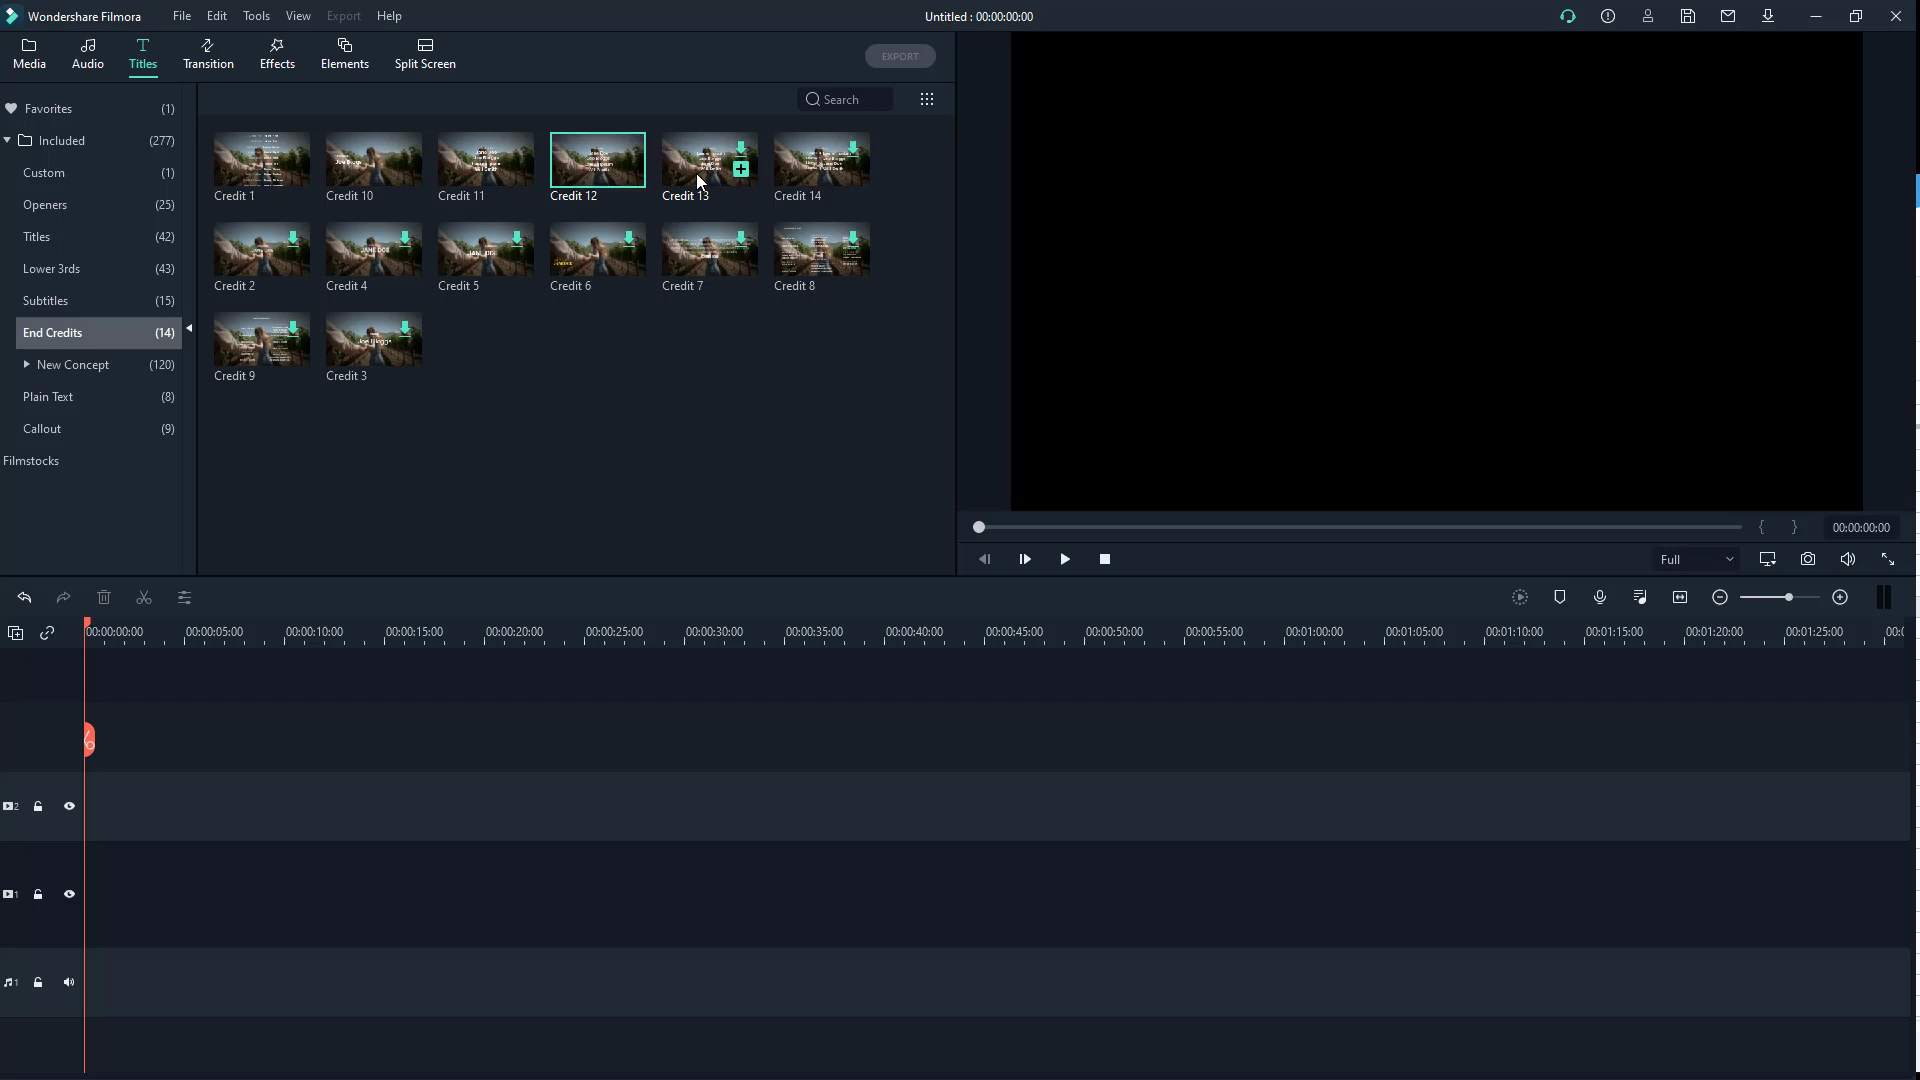 Wondershare Filmora
File
Edit
Tools
View
Export
Help
Untitled : 00:00:00:00
Media
Audio
Titles
Transition
Effects
Elements
Split Screen
EXPORT
Favorites (1)
Included (277)
Custom (1)
Openers (25)
Titles (42)
Lower 3rds (43)
Subtitles (15)
End Credits (14)
New Concept (120)
Plain Text (8)
Callout (9)
Filmstocks
Search
Credit 1
Credit 10
Credit 11
Credit 12
Credit 13
Credit 14
JANE DOE
JANE DOE
Credit 2
Credit 4
Credit 5
Credit 6
Credit 7
Credit 8
Joe Bloggs
Credit 9
Credit 3
{ }
00:00:00:00
Full
00:00:00:00
00:00:05:00
00:00:10:00
00:00:15:00
00:00:20:00
00:00:25:00
00:00:30:00
00:00:35:00
00:00:40:00
00:00:45:00
00:00:50:00
00:00:55:00
00:01:00:00
00:01:05:00
00:01:10:00
00:01:15:00
00:01:20:00
00:01:25:00
2
1
1